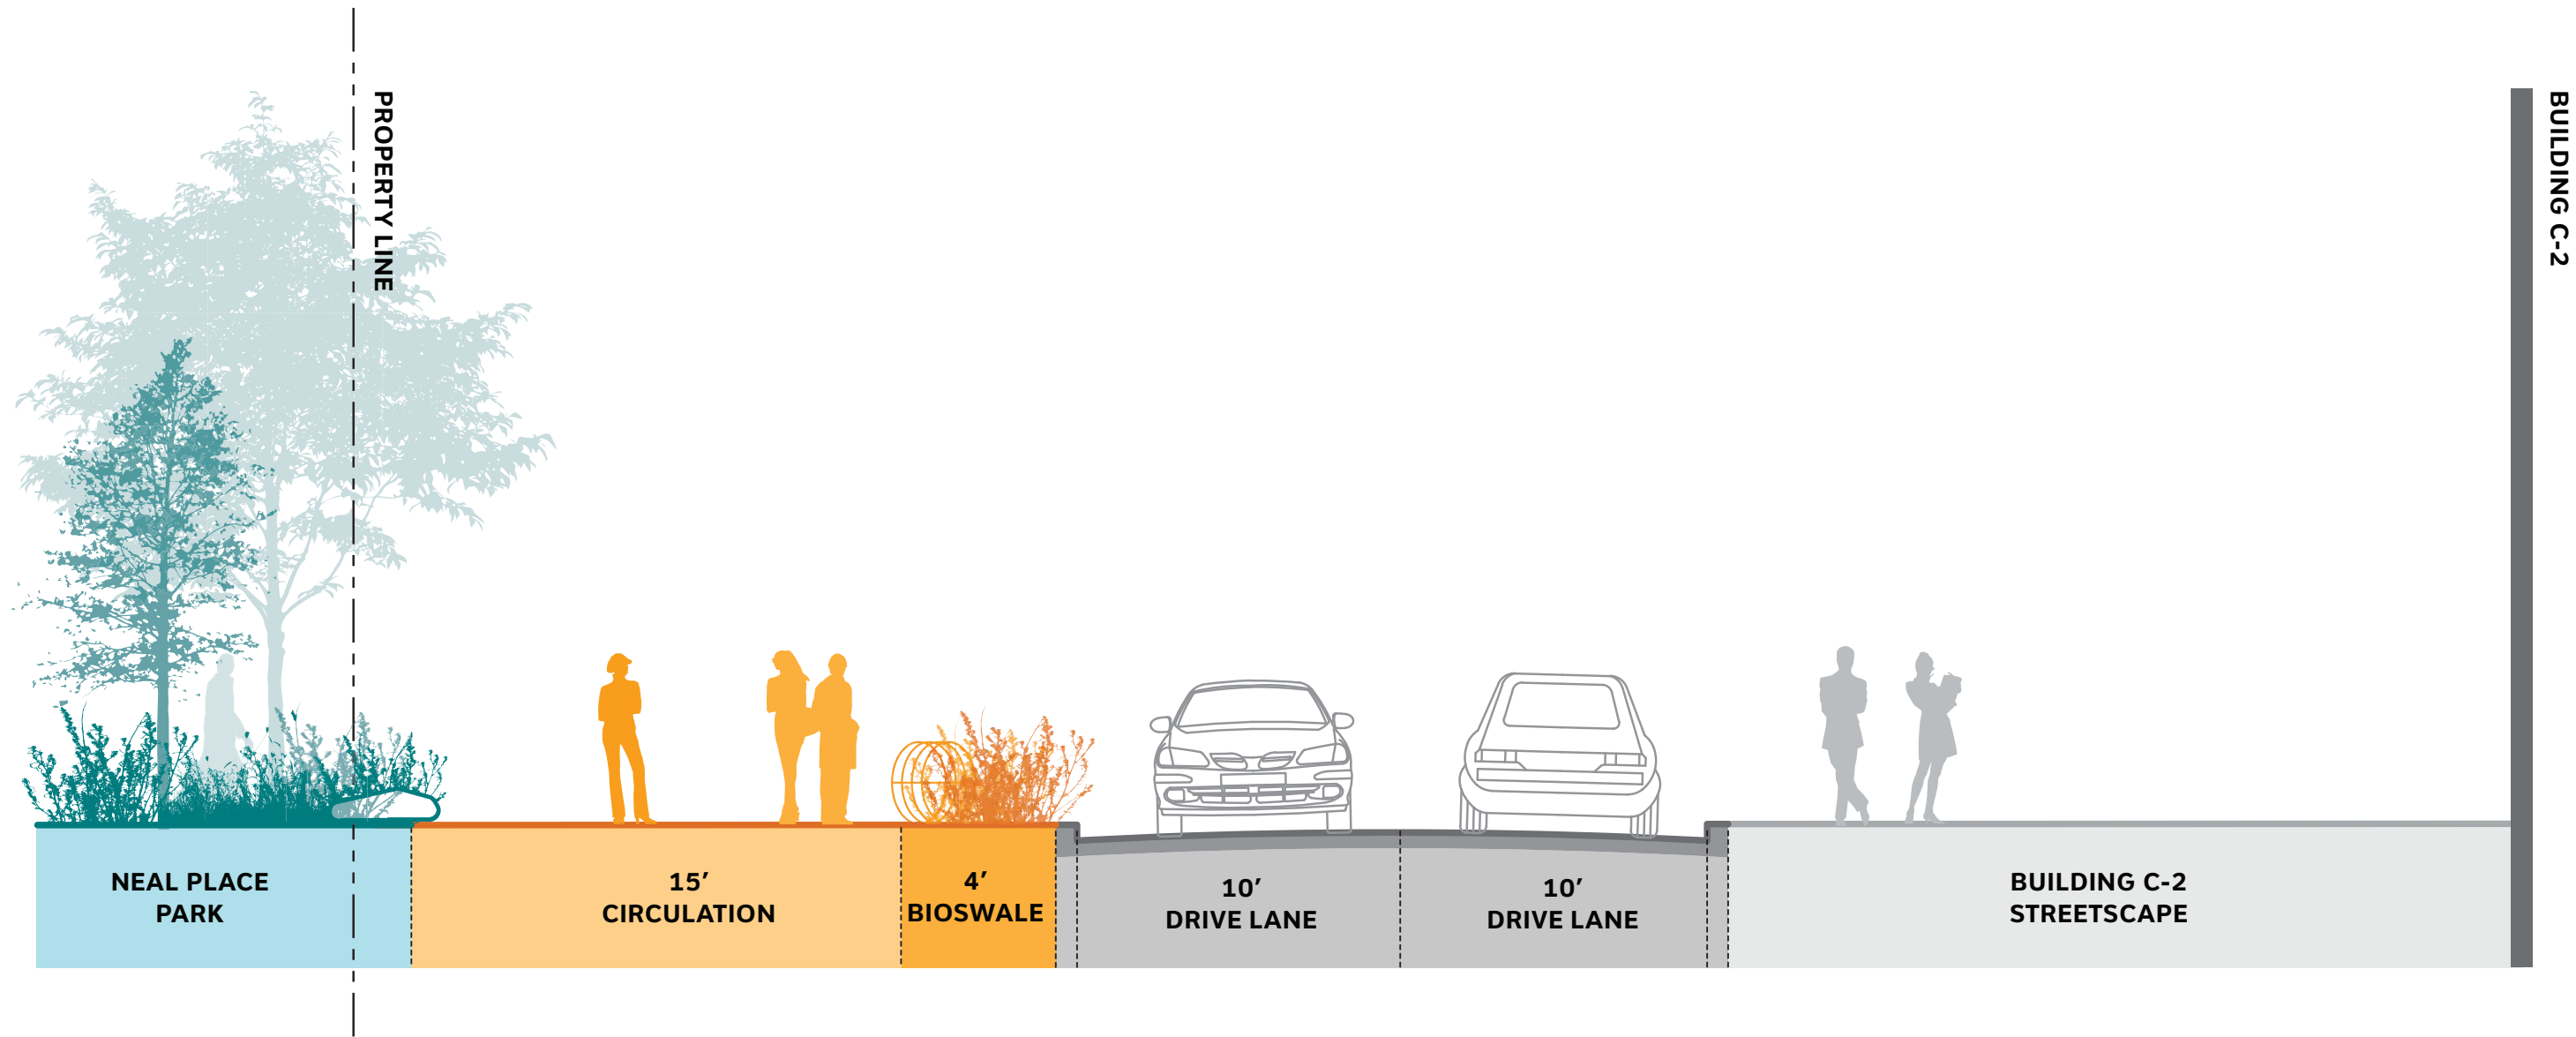 PROPERTY LINE
BUILDING C-2
NEAL PLACE
PARK
15’
CIRCULATION
4’
BIOSWALE
10’
DRIVE LANE
10’
DRIVE LANE
BUILDING C-2
STREETSCAPE